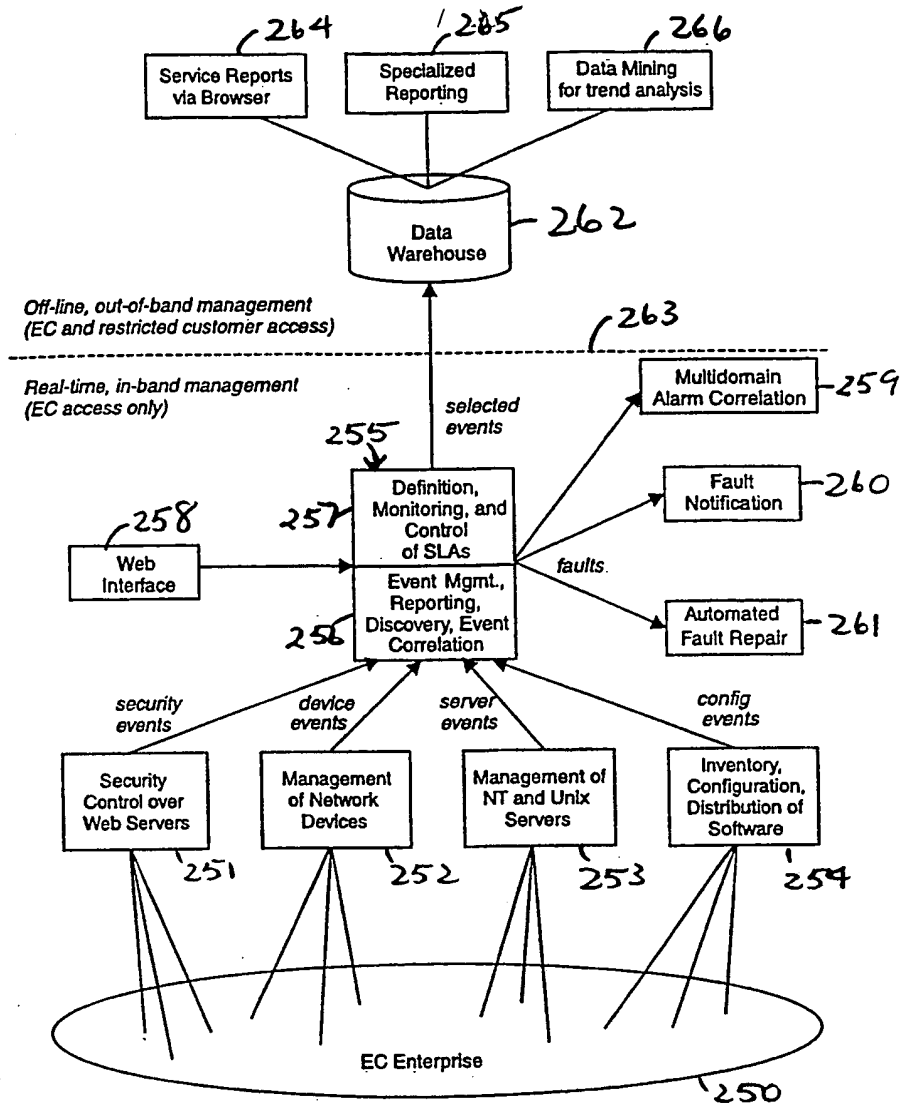 264
265
266
Service Reports
via Browser
Specialized
Reporting
Data Mining
for trend analysis
Data
Warehouse
262
Off-line, out-of-band management
(EC and restricted customer access)
263
Real-time, in-band management
(EC access only)
selected
events
Multidomain
Alarm Correlation
259
255
257
Definition,
Monitoring, and
Control
of SLAs
Fault
Notification
260
258
Web
Interface
faults
256
Event Mgmt.,
Reporting,
Discovery, Event
Correlation
Automated
Fault Repair
261
security
events
device
events
server
events
config
events
Security
Control over
Web Servers
251
Management
of Network
Devices
252
Management of
NT and Unix
Servers
253
Inventory,
Configuration,
Distribution of
Software
254
EC Enterprise
250